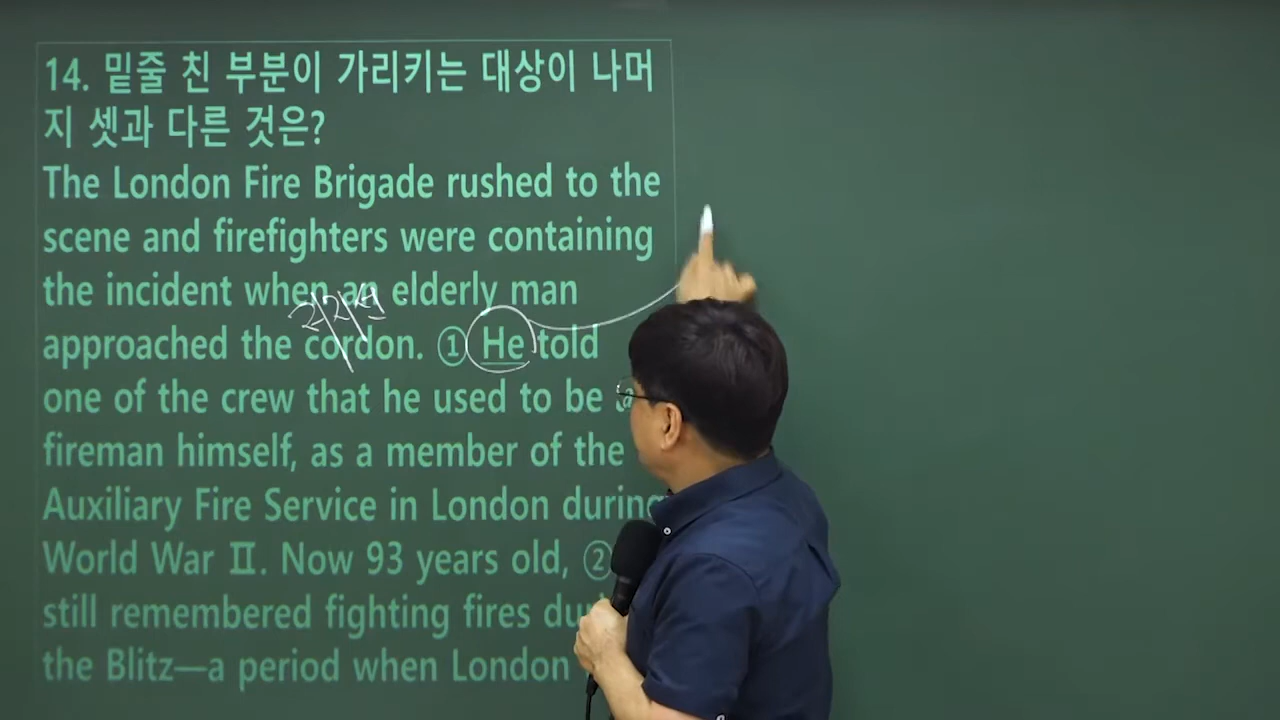 14. 밑줄 친 부분이 가리키는 대상이 나머
지 셋과 다른 것은?
The London Fire Brigade rushed to the
scene and firefighters were containing
the incident when an elderly man
approached the cordon. ① He told
one of the crew that he used to be a
fireman himself, as a member of the
Auxiliary Fire Service in London during
World War Ⅱ. Now 93 years old, ②
still remembered fighting fires
the Blitz—a period when London